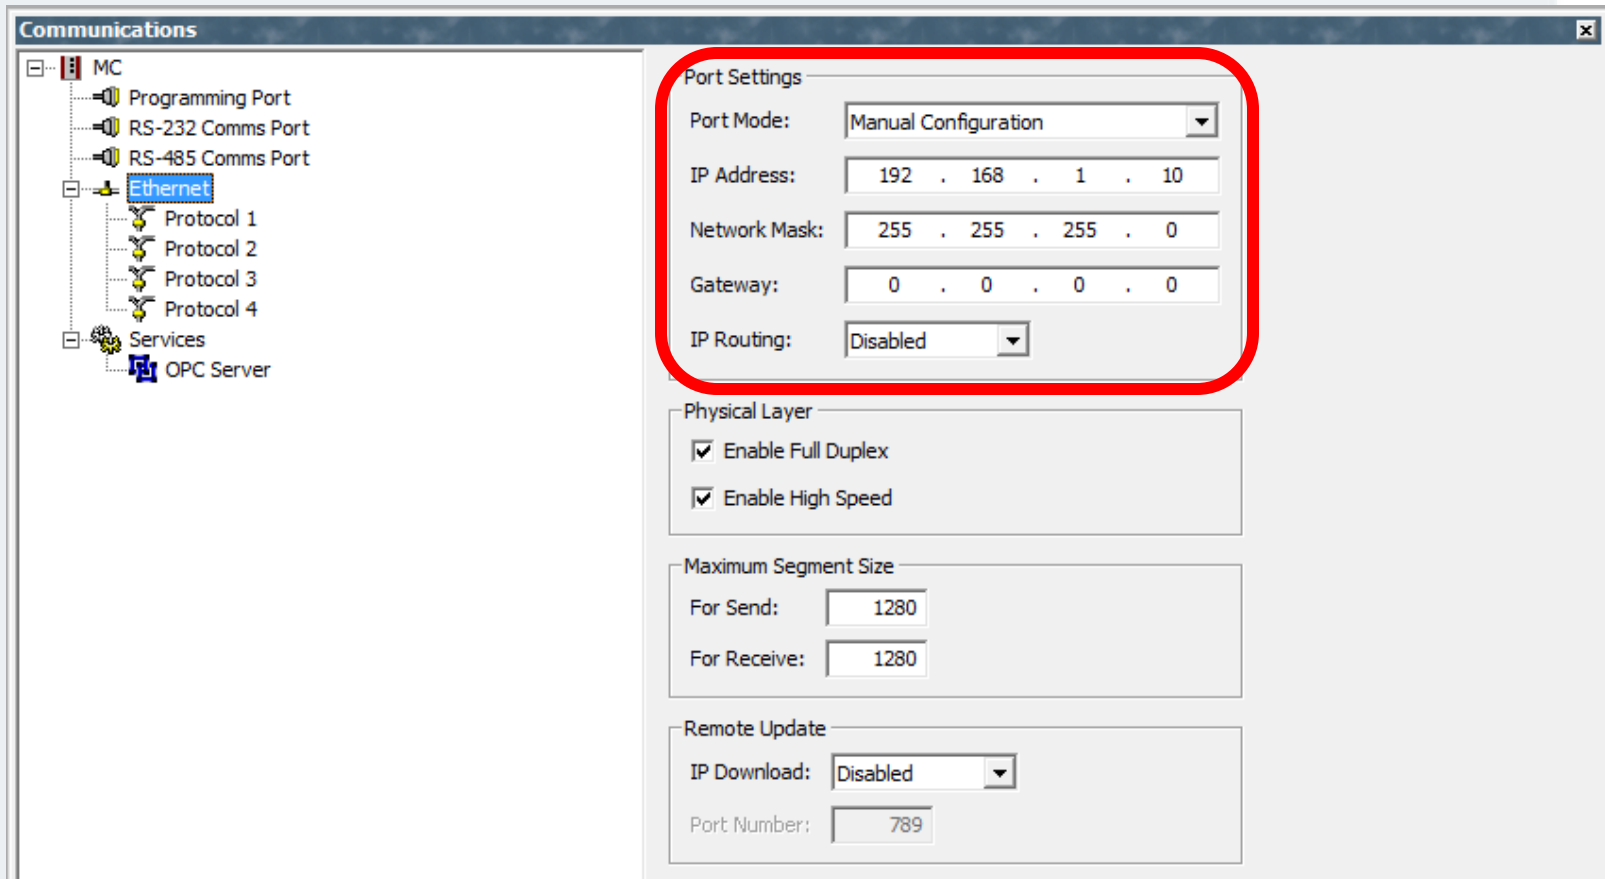 Communications
MC
Programming Port
RS-232 Comms Port
RS-485 Comms Port
Ethernet
Protocol 1
Protocol 2
Protocol 3
Protocol 4
Services
OPC Server
Port Settings
Port Mode: Manual Configuration
IP Address: 192 . 168 . 1 . 10
Network Mask: 255 . 255 . 255 . 0
Gateway: 0 . 0 . 0 . 0
IP Routing: Disabled
Physical Layer
Enable Full Duplex
Enable High Speed
Maximum Segment Size
For Send: 1280
For Receive: 1280
Remote Update
IP Download: Disabled
Port Number: 789